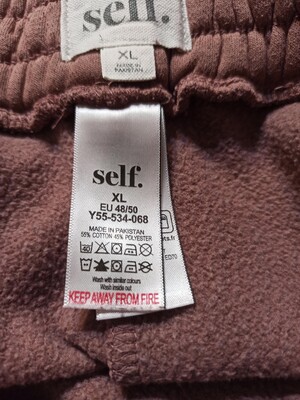 self.
XL
MADE IN
PAKISTAN
self.
XL
EU 48/50
Y55-534-068
MADE IN PAKISTAN
55% COTTON 45% POLYESTER
Wash with similar colours
Wash inside out
KEEP AWAY FROM FIRE